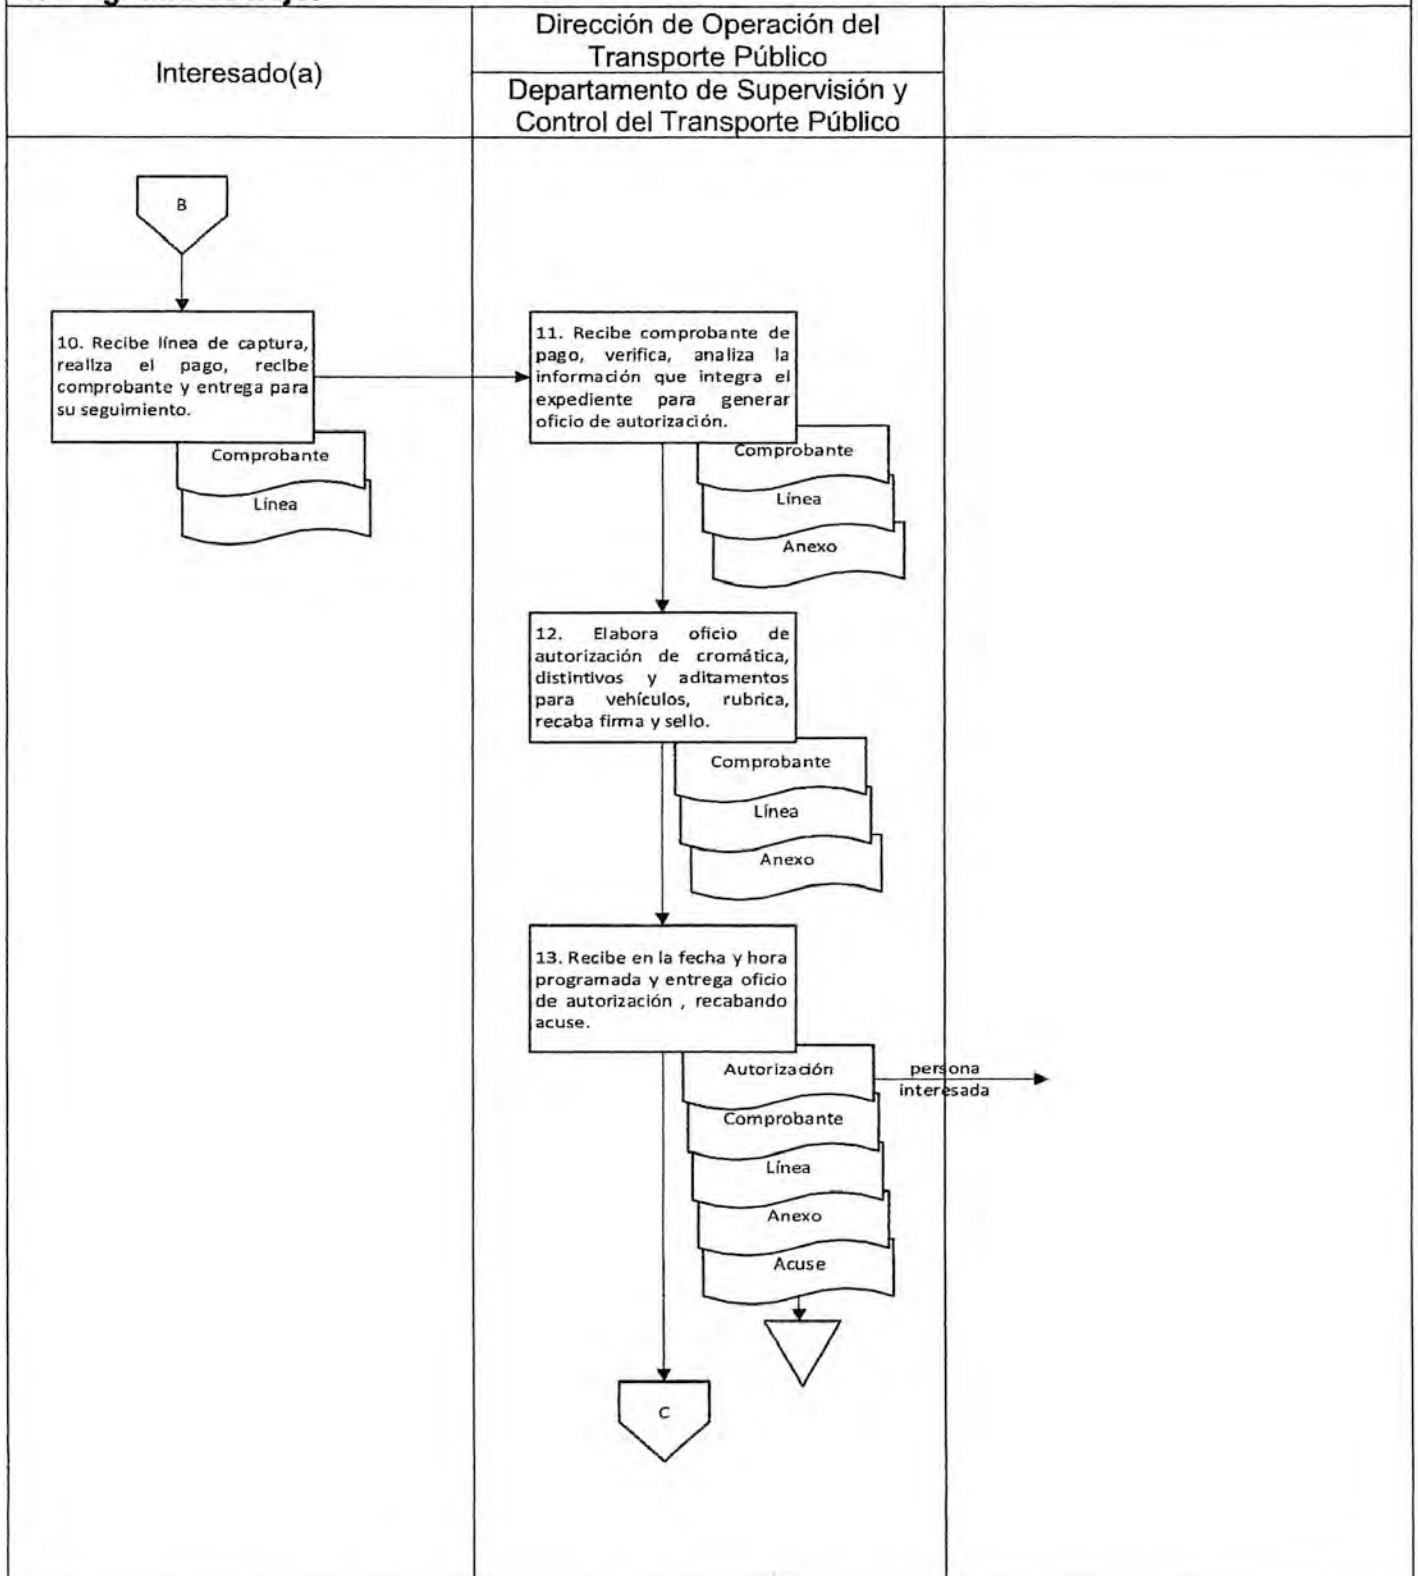 Interesado(a)
Dirección de Operación del
Transporte Público
Departamento de Supervisión y
Control del Transporte Público
B
10. Recibe línea de captura,
realiza el pago, recibe
comprobante y entrega para
su seguimiento.
Comprobante
Línea
11. Recibe comprobante de
pago, verifica, analiza la
información que integra el
expediente para generar
oficio de autorización.
Comprobante
Línea
Anexo
12. Elabora oficio de
autorización de cromática,
distintivos y aditamentos
para vehículos, rubrica,
recaba firma y sello.
Comprobante
Línea
Anexo
13. Recibe en la fecha y hora
programada y entrega oficio
de autorización , recabando
acuse.
Autorización
persona
interesada
Comprobante
Línea
Anexo
Acuse
C